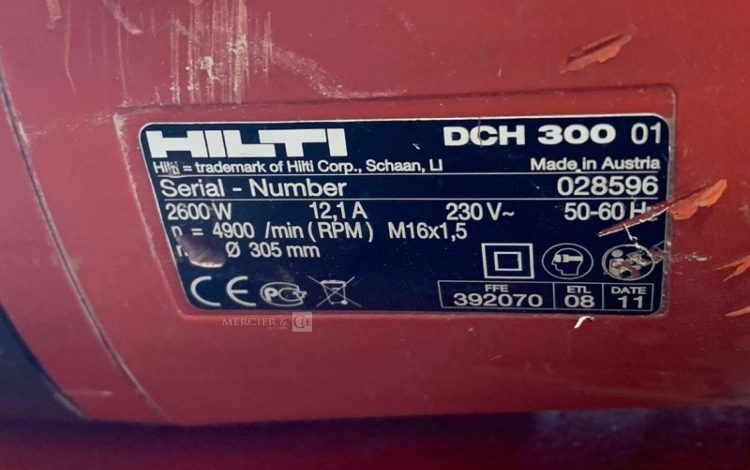 HILTI DCH 300 01
Hilti = trademark of Hilti Corp., Schaan, LI Made in Austria
Serial - Number 028596
2600 W 12,1 A 230 V~ 50-60 Hz
n = 4900 /min (RPM) M16x1,5
Ø 305 mm
CE
FFE ETL DATE
392070 08 11
MERCIER & CIE